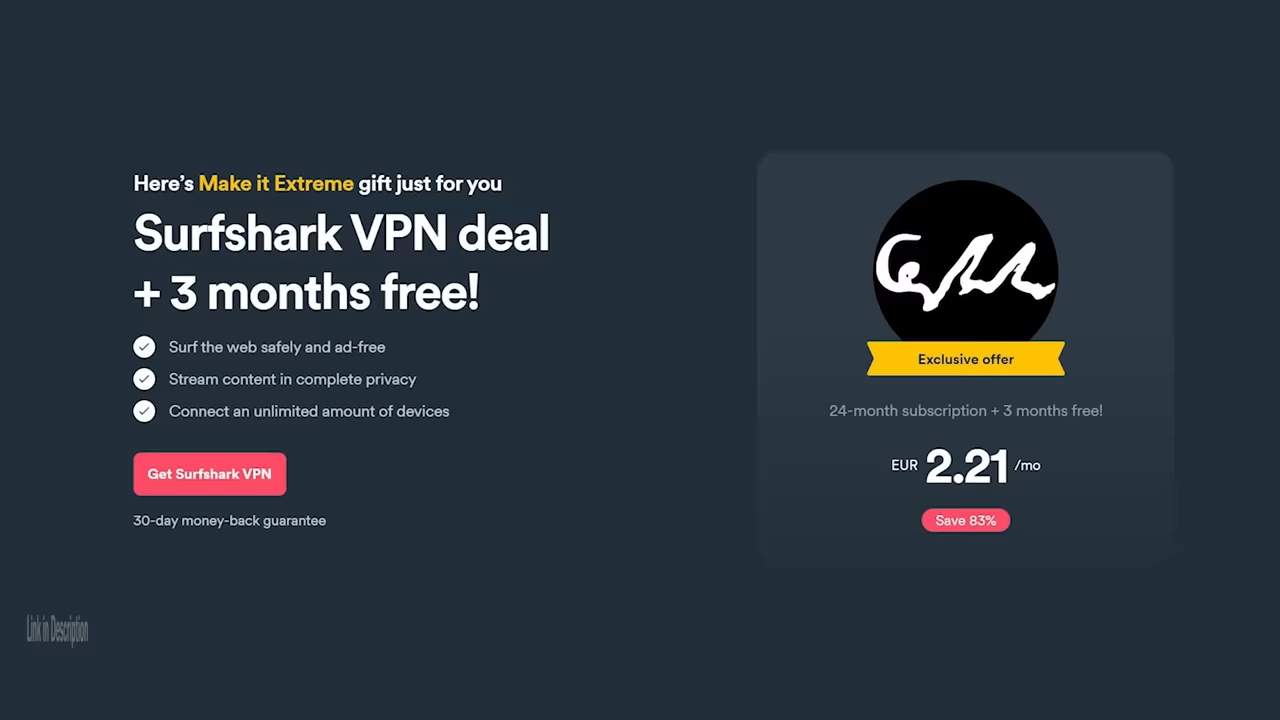 Here's Make it Extreme gift just for you
Surfshark VPN deal
+ 3 months free!
Surf the web safely and ad-free
Stream content in complete privacy
Connect an unlimited amount of devices
Get Surfshark VPN
30-day money-back guarantee
Exclusive offer
24-month subscription + 3 months free!
EUR 2.21 /mo
Save 83%
Link in Description